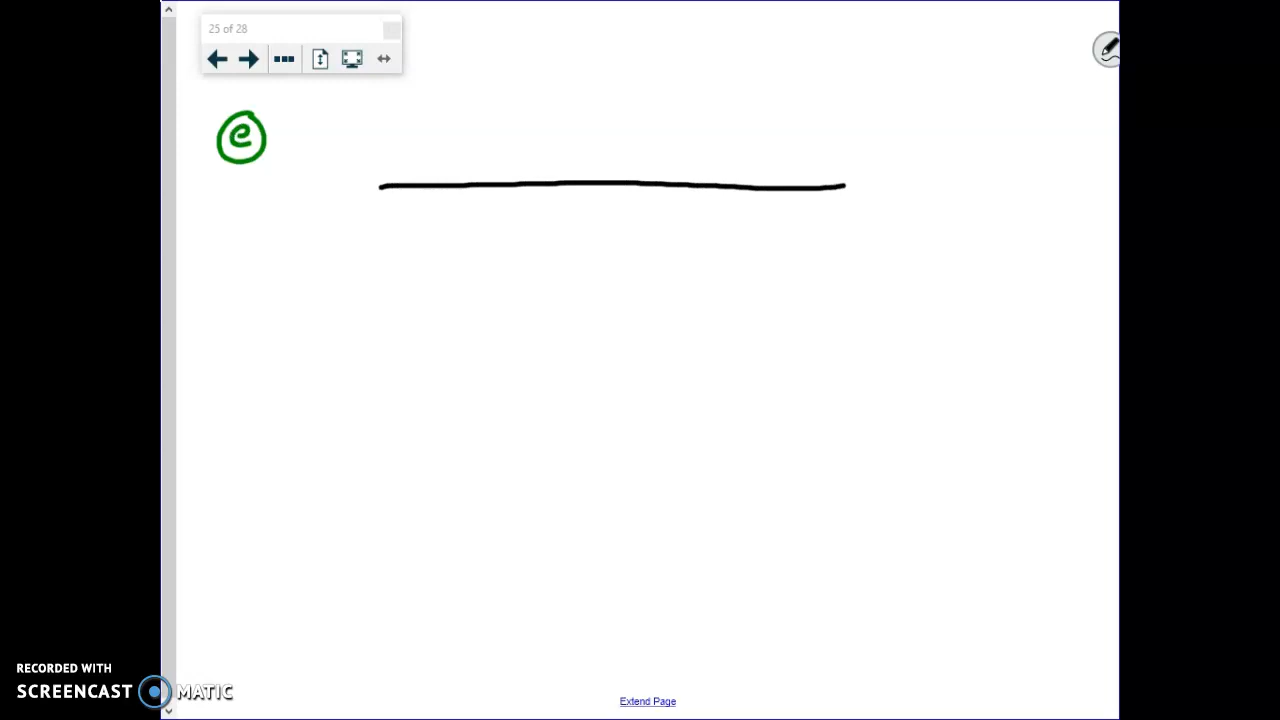 25 of 28
e
Extend Page
RECORDED WITH
SCREENCAST MATIC